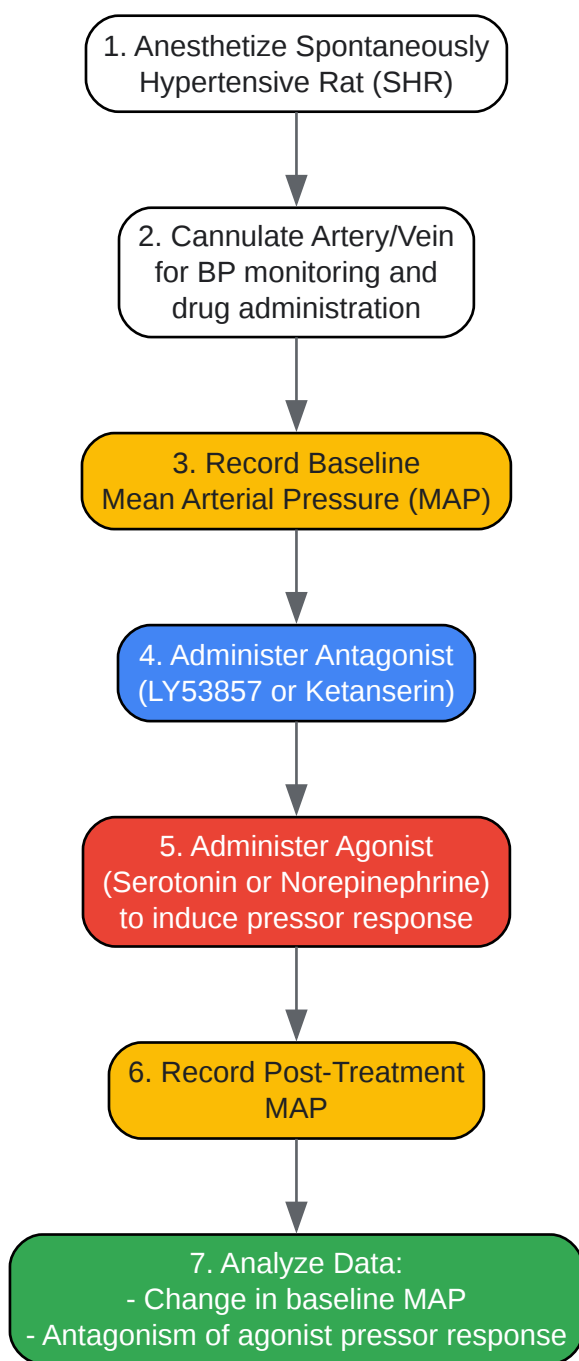 1. Anesthetize Spontaneously
Hypertensive Rat (SHR)
2. Cannulate Artery/Vein
for BP monitoring and
drug administration
3. Record Baseline
Mean Arterial Pressure (MAP)
4. Administer Antagonist
(LY53857 or Ketanserin)
5. Administer Agonist
(Serotonin or Norepinephrine)
to induce pressor response
6. Record Post-Treatment
MAP
7. Analyze Data:
- Change in baseline MAP
- Antagonism of agonist pressor response